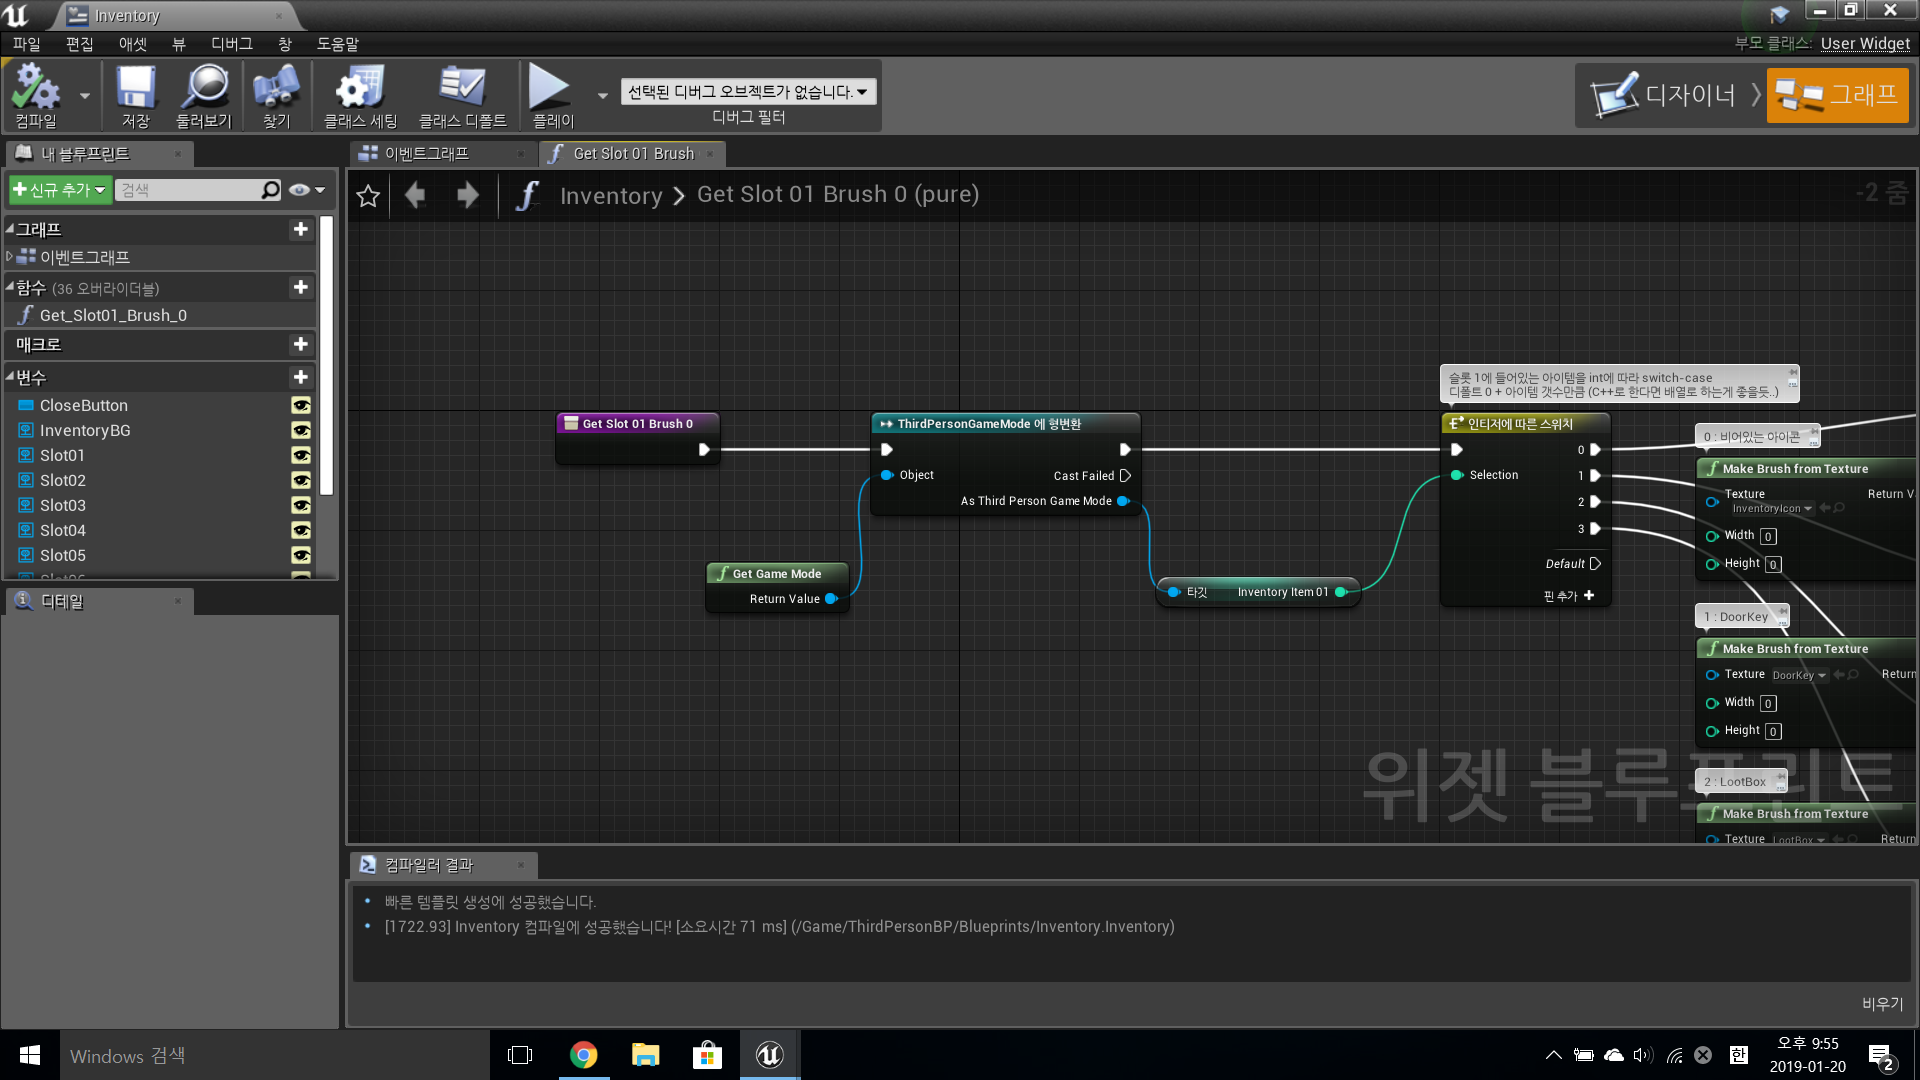 Inventory
파일 편집 애셋 뷰 디버그 창 도움말
부모 클래스: User Widget
컴파일 저장 둘러보기 찾기 클래스 세팅 클래스 디폴트 플레이
선택된 디버그 오브젝트가 없습니다.
디버그 필터
디자이너 그래프
내 블루프린트
이벤트그래프
Get Slot 01 Brush
신규 추가 검색
Inventory > Get Slot 01 Brush 0 (pure)
-2 줌
그래프
이벤트그래프
함수 (36 오버라이더블)
Get_Slot01_Brush_0
매크로
변수
CloseButton
InventoryBG
Slot01
Slot02
Slot03
Slot04
Slot05
디테일
Get Slot 01 Brush 0
ThirdPersonGameMode 에 형변환
Object
Cast Failed
As Third Person Game Mode
Get Game Mode
Return Value
타깃 Inventory Item 01
슬롯 1에 들어있는 아이템을 int에 따라 switch-case
디폴트 0 + 아이템 갯수만큼 (C++로 한다면 배열로 하는게 좋을듯..)
인티저에 따른 스위치
0
Selection 1
2
3
Default
핀 추가
0 : 비어있는 아이콘
Make Brush from Texture
Texture Return V
InventoryIcon
Width 0
Height 0
1 : DoorKey
Make Brush from Texture
Texture DoorKey Return
Width 0
Height 0
2 : LootBox
Make Brush from Texture
Texture LootBox Return
위젯 블루프린트
컴파일러 결과
빠른 템플릿 생성에 성공했습니다.
[1722.93] Inventory 컴파일에 성공했습니다! [소요시간 71 ms] (/Game/ThirdPersonBP/Blueprints/Inventory.Inventory)
비우기
Windows 검색
한
오후 9:55
2019-01-20
2